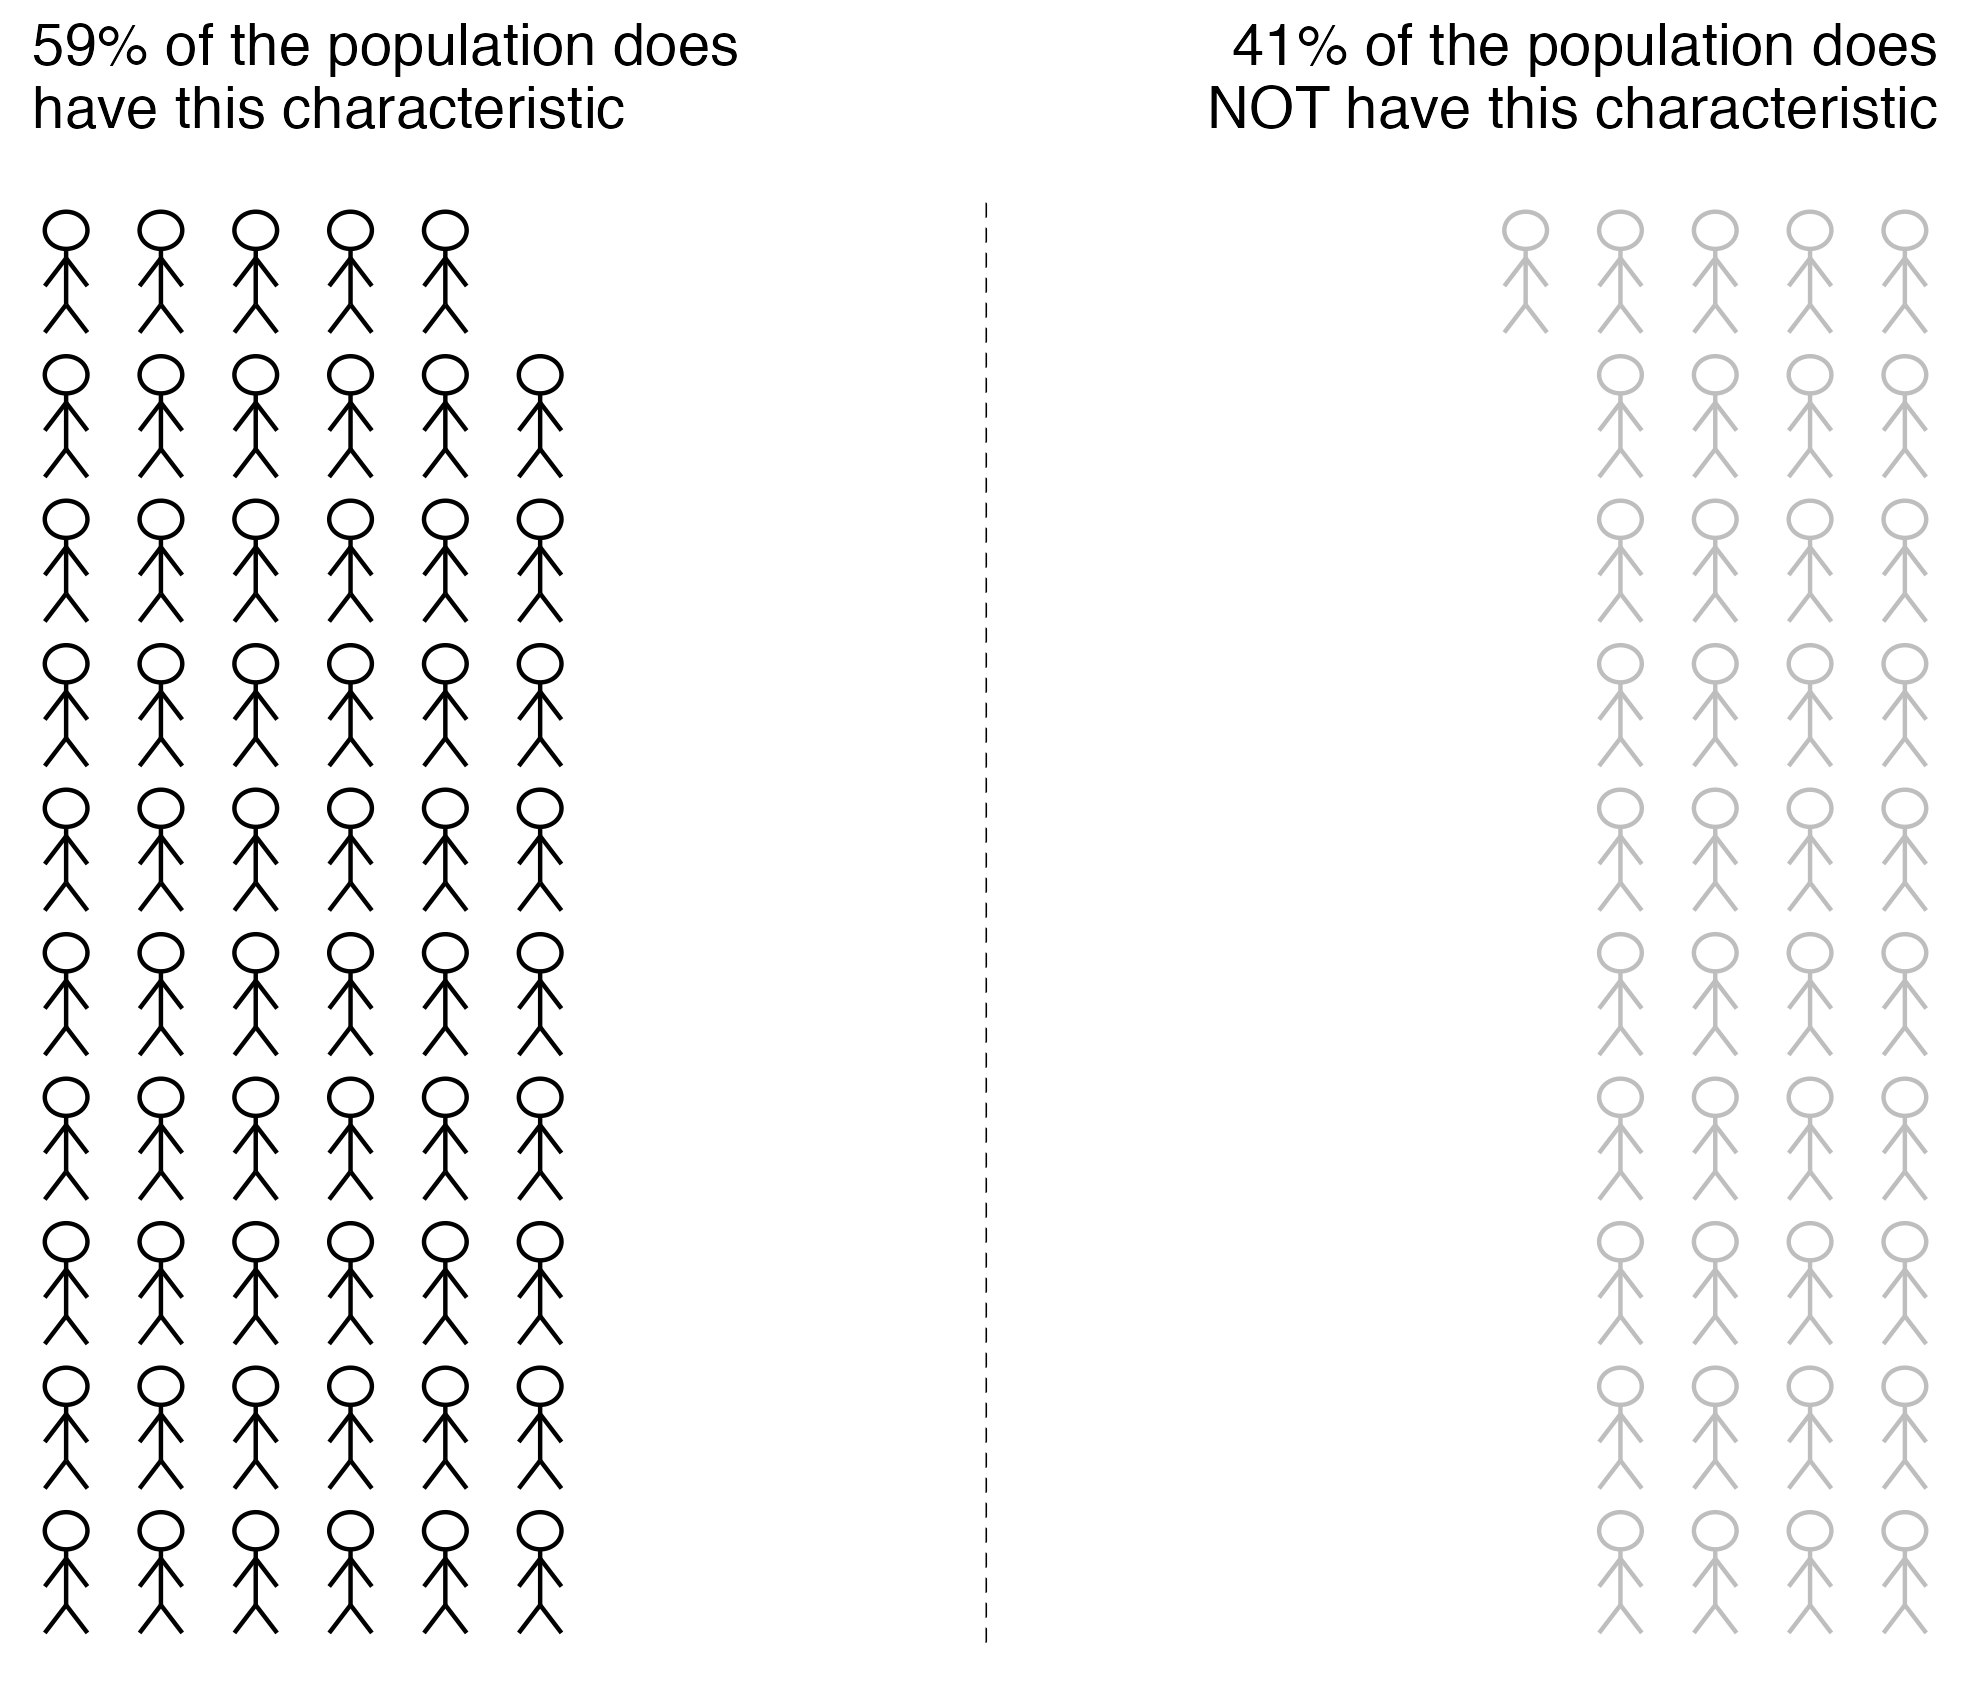 59% of the population does
have this characteristic
41% of the population does
NOT have this characteristic